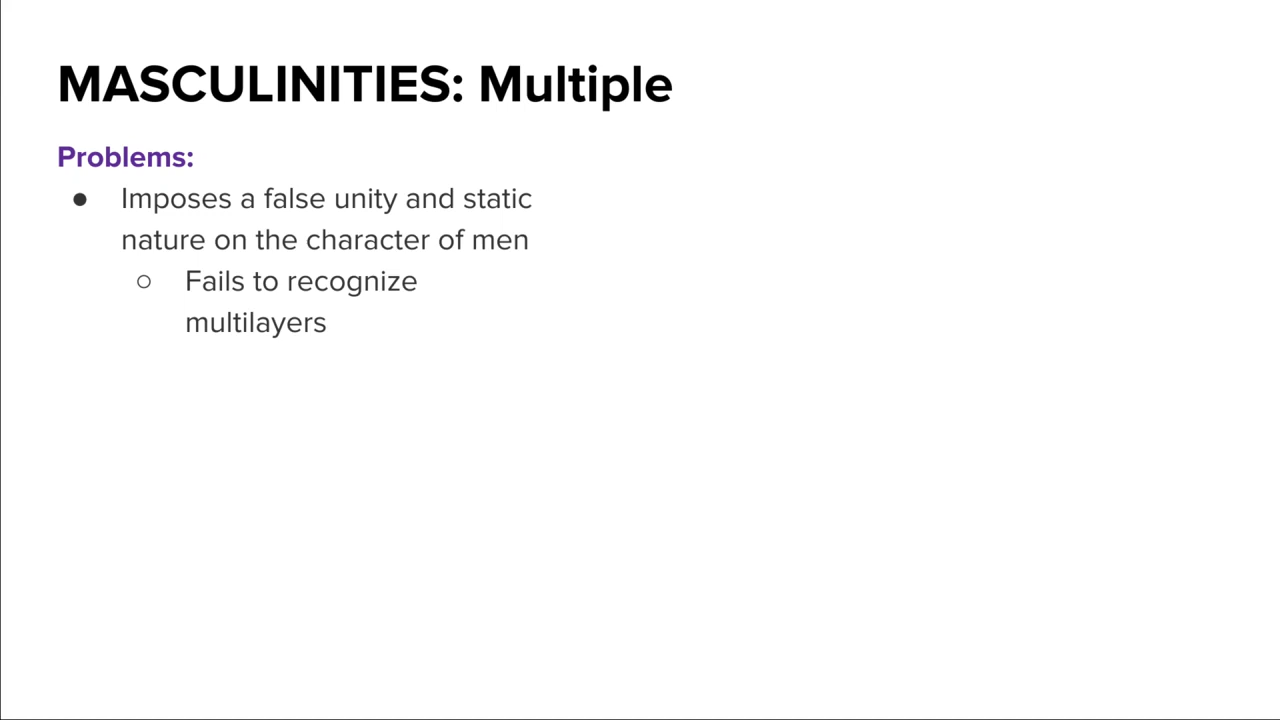 MASCULINITIES: Multiple
Problems:
● Imposes a false unity and static
nature on the character of men
○ Fails to recognize
multilayers